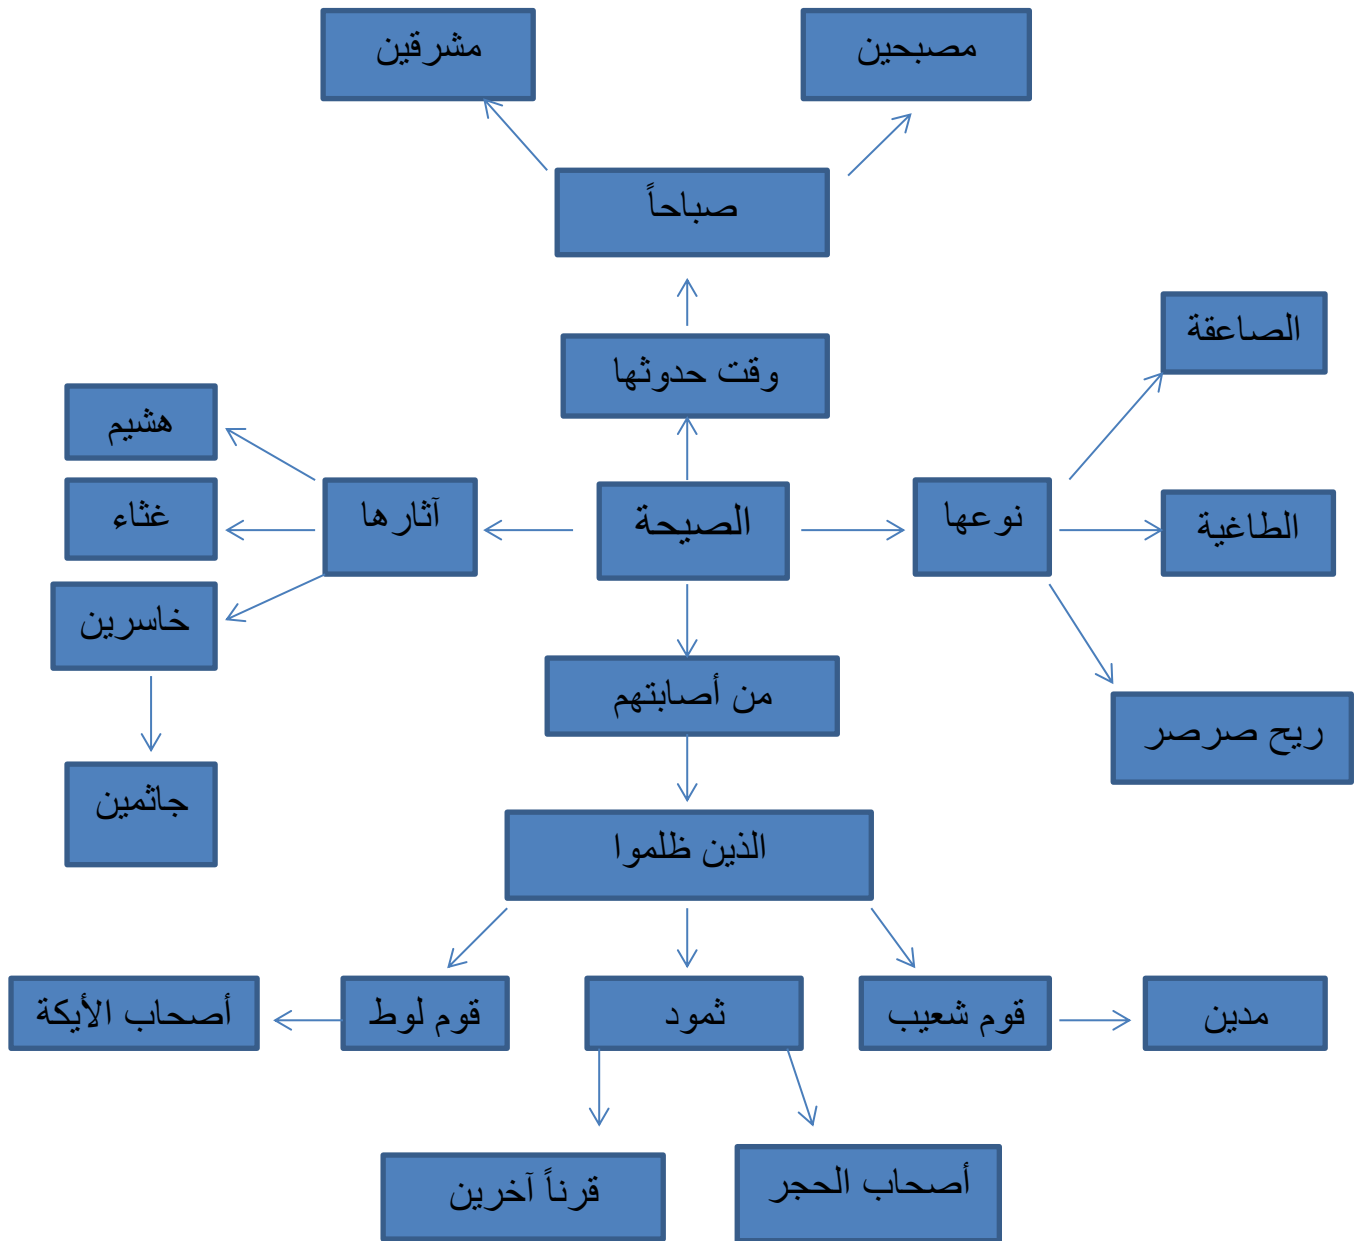 مصبحين
مشرقين
صباحاً
وقت حدوثها
الصاعقة
هشيم
الصيحة
نوعها
آثارها
الطاغية
غثاء
خاسرين
من أصابتهم
ريح صرصر
جاثمين
الذين ظلموا
مدين
قوم شعيب
ثمود
قوم لوط
أصحاب الأيكة
أصحاب الحجر
قرناً آخرين